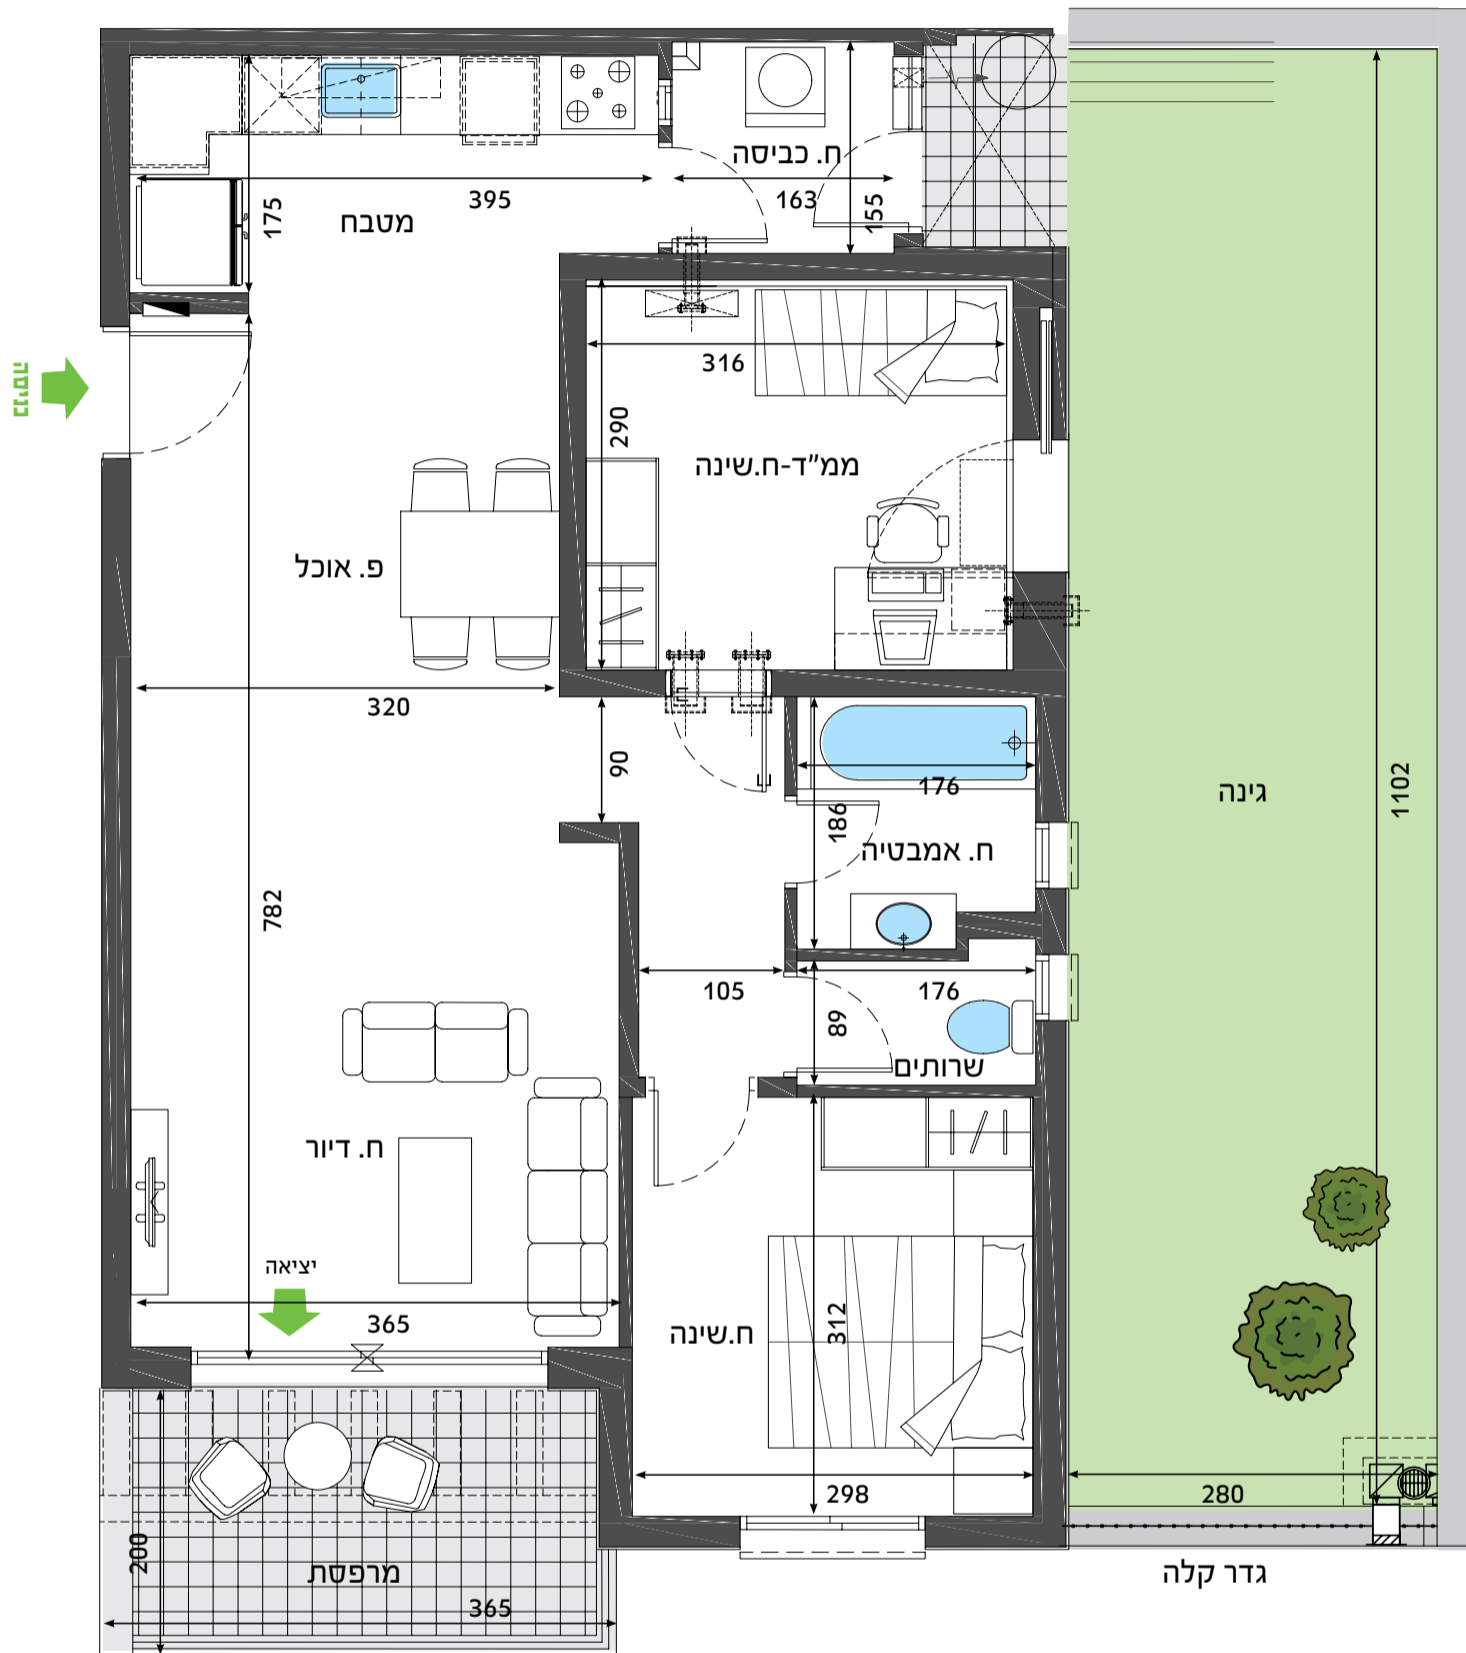 ח. כביסה
395
163
175
155
מטבח
316
כניסה
290
ממ"ד-ח.שינה
פ. אוכל
320
90
176
גינה
1102
186
ח. אמבטיה
782
105
176
89
שרותים
ח. דיור
יציאה
365
312
ח.שינה
298
280
200
מרפסת
גדר קלה
365